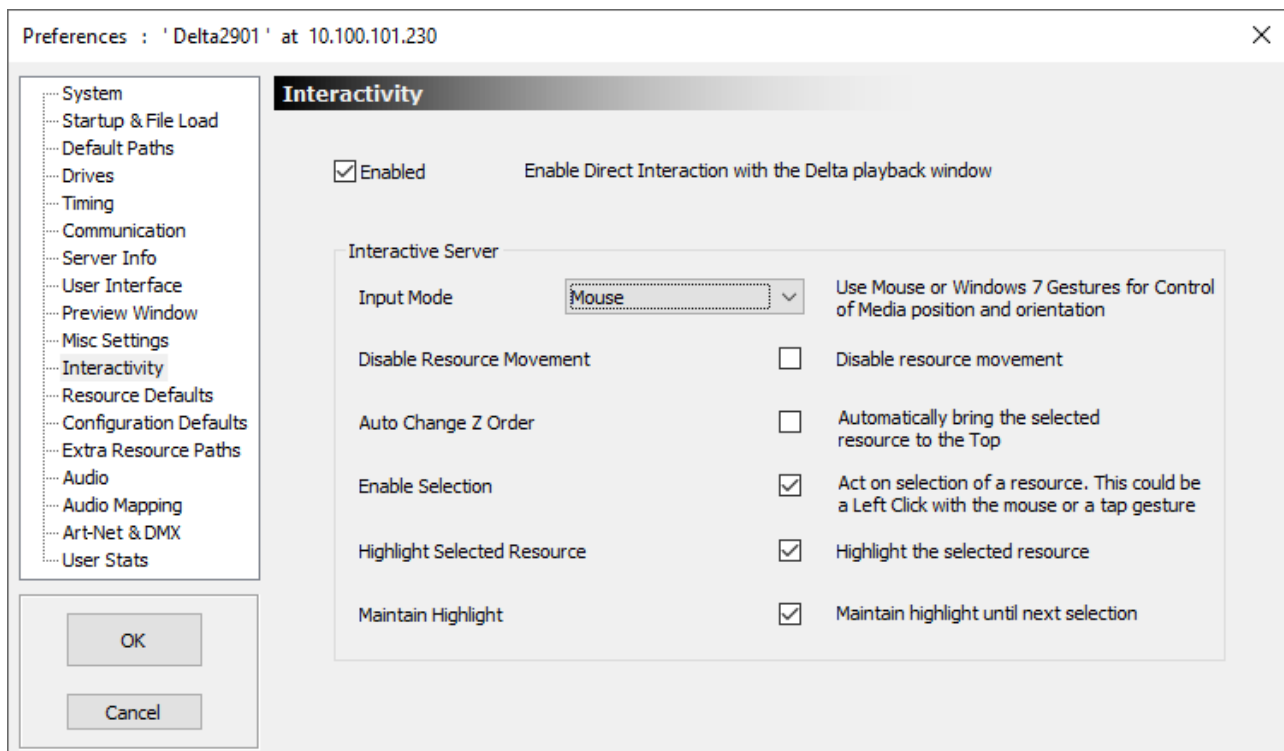 Preferences : ' Delta2901 ' at 10.100.101.230
System
Startup & File Load
Default Paths
Drives
Timing
Communication
Server Info
User Interface
Preview Window
Misc Settings
Interactivity
Resource Defaults
Configuration Defaults
Extra Resource Paths
Audio
Audio Mapping
Art-Net & DMX
User Stats
OK
Cancel
Interactivity
Enabled
Enable Direct Interaction with the Delta playback window
Interactive Server
Input Mode
Mouse
Use Mouse or Windows 7 Gestures for Control
of Media position and orientation
Disable Resource Movement
Disable resource movement
Auto Change Z Order
Automatically bring the selected
resource to the Top
Enable Selection
Act on selection of a resource. This could be
a Left Click with the mouse or a tap gesture
Highlight Selected Resource
Highlight the selected resource
Maintain Highlight
Maintain highlight until next selection